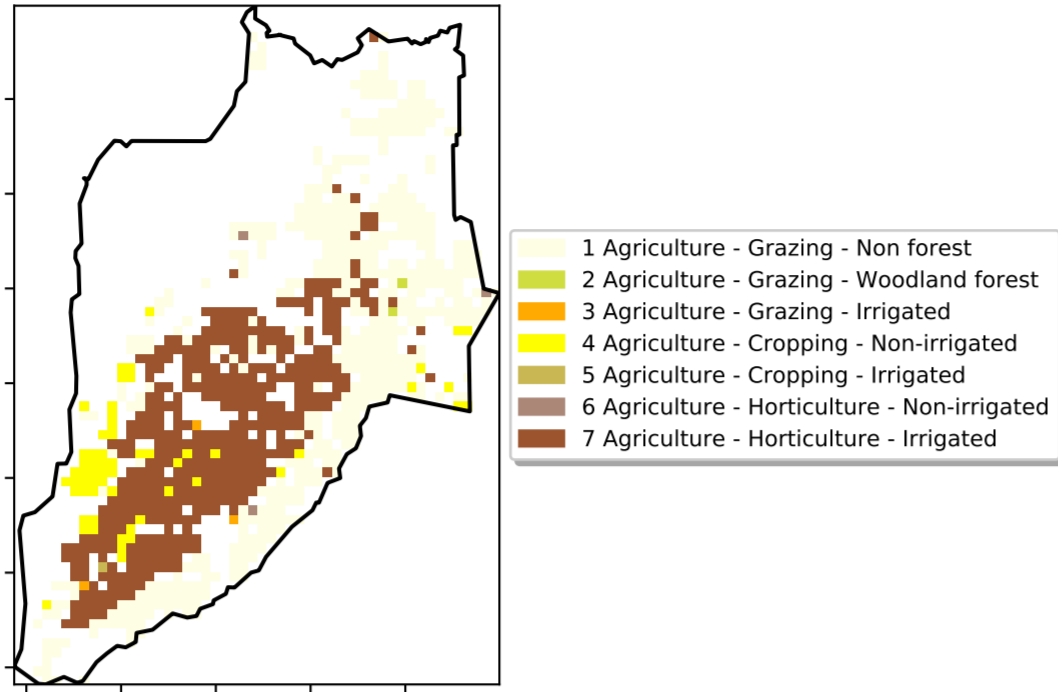 1 Agriculture - Grazing - Non forest
2 Agriculture - Grazing - Woodland forest
3 Agriculture - Grazing - Irrigated
4 Agriculture - Cropping - Non-irrigated
5 Agriculture - Cropping - Irrigated
6 Agriculture - Horticulture - Non-irrigated
7 Agriculture - Horticulture - Irrigated